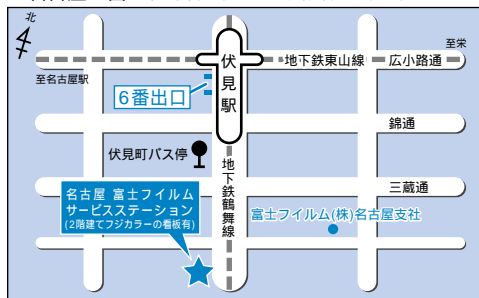 北
至栄
伏見駅
地下鉄東山線
広小路通
至名古屋駅
6番出口
錦通
伏見町バス停
地下鉄鶴舞線
三蔵通
名古屋 富士フイルム
サービスステーション
(2階建てフジカラーの看板有)
富士フイルム(株)名古屋支社